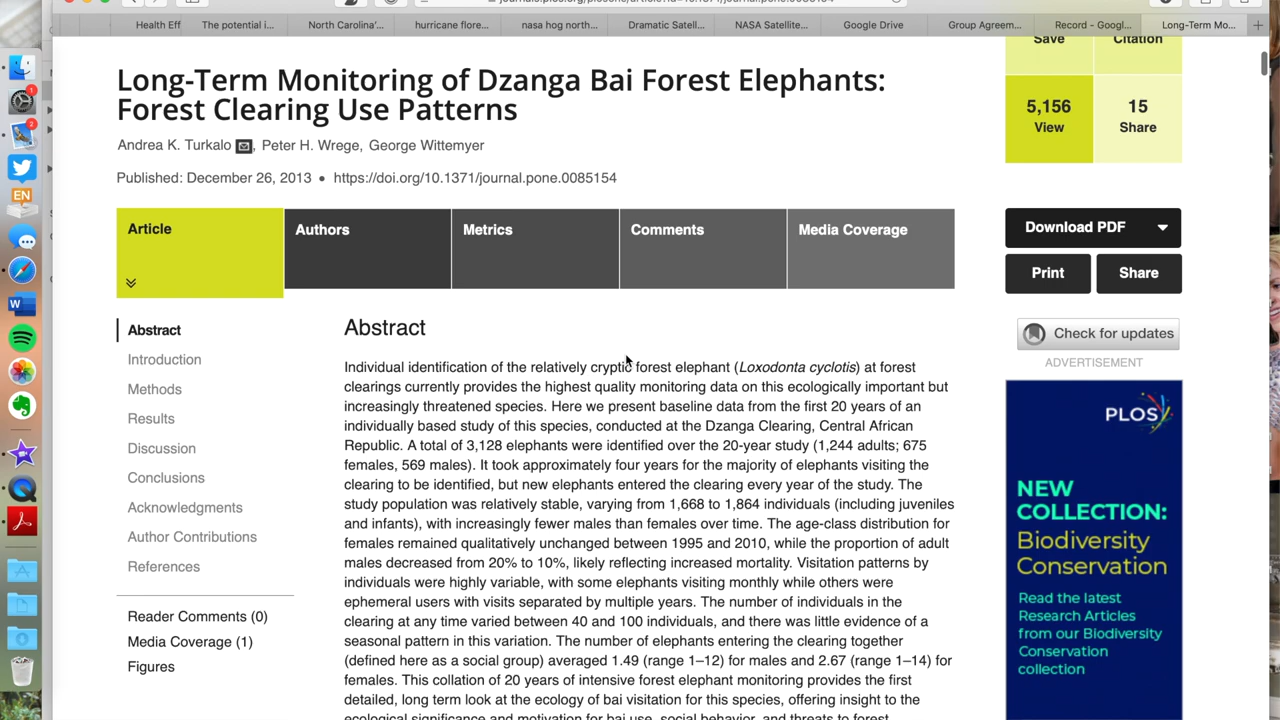 Health Eff
The potential i...
North Carolina'...
hurricane flore...
nasa hog north...
Dramatic Satell...
NASA Satellite...
Google Drive
Group Agreem...
Record - Googl...
Long-Term Mo...
Save
Citation
Long-Term Monitoring of Dzanga Bai Forest Elephants:
Forest Clearing Use Patterns
5,156
View
15
Share
Andrea K. Turkalo , Peter H. Wrege, George Wittemyer
Published: December 26, 2013 • https://doi.org/10.1371/journal.pone.0085154
Article
Authors
Metrics
Comments
Media Coverage
Download PDF
Print
Share
Check for updates
ADVERTISEMENT
Abstract
Introduction
Methods
Results
Discussion
Conclusions
Acknowledgments
Author Contributions
References
Reader Comments (0)
Media Coverage (1)
Figures
Abstract
Individual identification of the relatively cryptic forest elephant (Loxodonta cyclotis) at forest
clearings currently provides the highest quality monitoring data on this ecologically important but
increasingly threatened species. Here we present baseline data from the first 20 years of an
individually based study of this species, conducted at the Dzanga Clearing, Central African
Republic. A total of 3,128 elephants were identified over the 20-year study (1,244 adults; 675
females, 569 males). It took approximately four years for the majority of elephants visiting the
clearing to be identified, but new elephants entered the clearing every year of the study. The
study population was relatively stable, varying from 1,668 to 1,864 individuals (including juveniles
and infants), with increasingly fewer males than females over time. The age-class distribution for
females remained qualitatively unchanged between 1995 and 2010, while the proportion of adult
males decreased from 20% to 10%, likely reflecting increased mortality. Visitation patterns by
individuals were highly variable, with some elephants visiting monthly while others were
ephemeral users with visits separated by multiple years. The number of individuals in the
clearing at any time varied between 40 and 100 individuals, and there was little evidence of a
seasonal pattern in this variation. The number of elephants entering the clearing together
(defined here as a social group) averaged 1.49 (range 1–12) for males and 2.67 (range 1–14) for
females. This collation of 20 years of intensive forest elephant monitoring provides the first
detailed, long term look at the ecology of bai visitation for this species, offering insight to the
ecological significance and motivation for bai use, social behavior, and threats to forest
PLOS
NEW
COLLECTION:
Biodiversity
Conservation
Read the latest
Research Articles
from our Biodiversity
Conservation
collection
1
2
EN
W